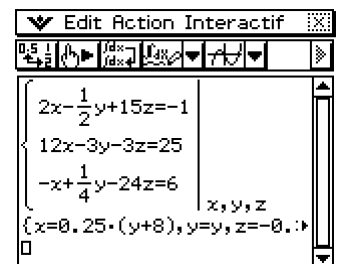 Edit Action Interactif
2x-1/2y+15z=-1
12x-3y-3z=25
-x+1/4y-24z=6
x,y,z
{x=0.25·(y+8),y=y,z=-0.